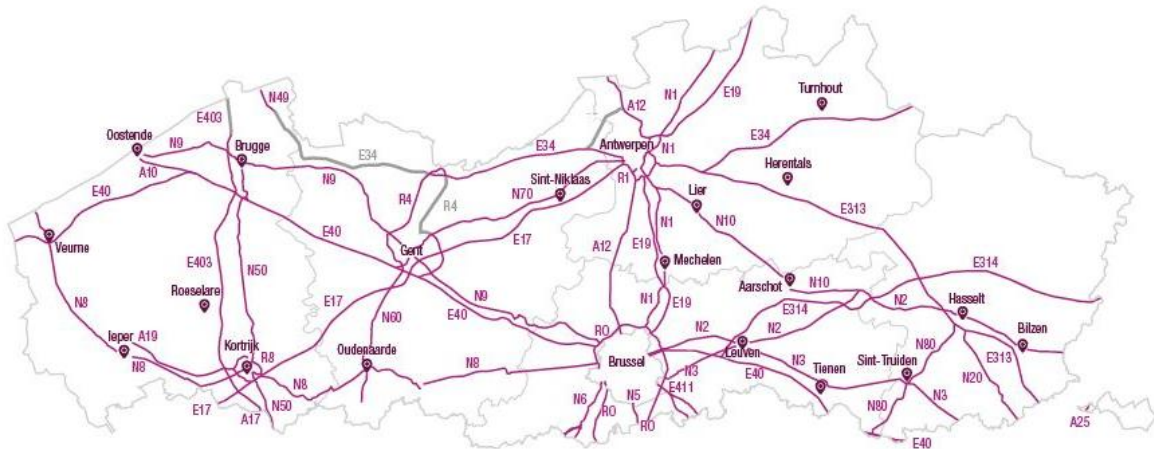 N49
E403
A12
N1
E19
Turnhout
Oostende
N9
Brugge
E34
E34
Antwerpen
N1
E34
A10
N9
Sint-Niklaas
R1
Herentals
E40
R4
N70
Lier
R4
N1
N10
E313
Veurne
E40
Gent
E17
A12
E19
Mechelen
E403
N50
Aarschot
N10
E314
N8
Roeselare
E17
N9
N1
E19
E314
N2
Hasselt
Ieper
A19
N60
E40
RO
N2
N2
Bilzen
Kortrijk
R8
Oudenaarde
N8
Brussel
Leuven
N3
Sint-Truiden
N80
E313
N8
N8
N3
E40
Tienen
N20
E17
N50
A17
N6
RO
N5
E411
RO
N80
N3
A25
E40